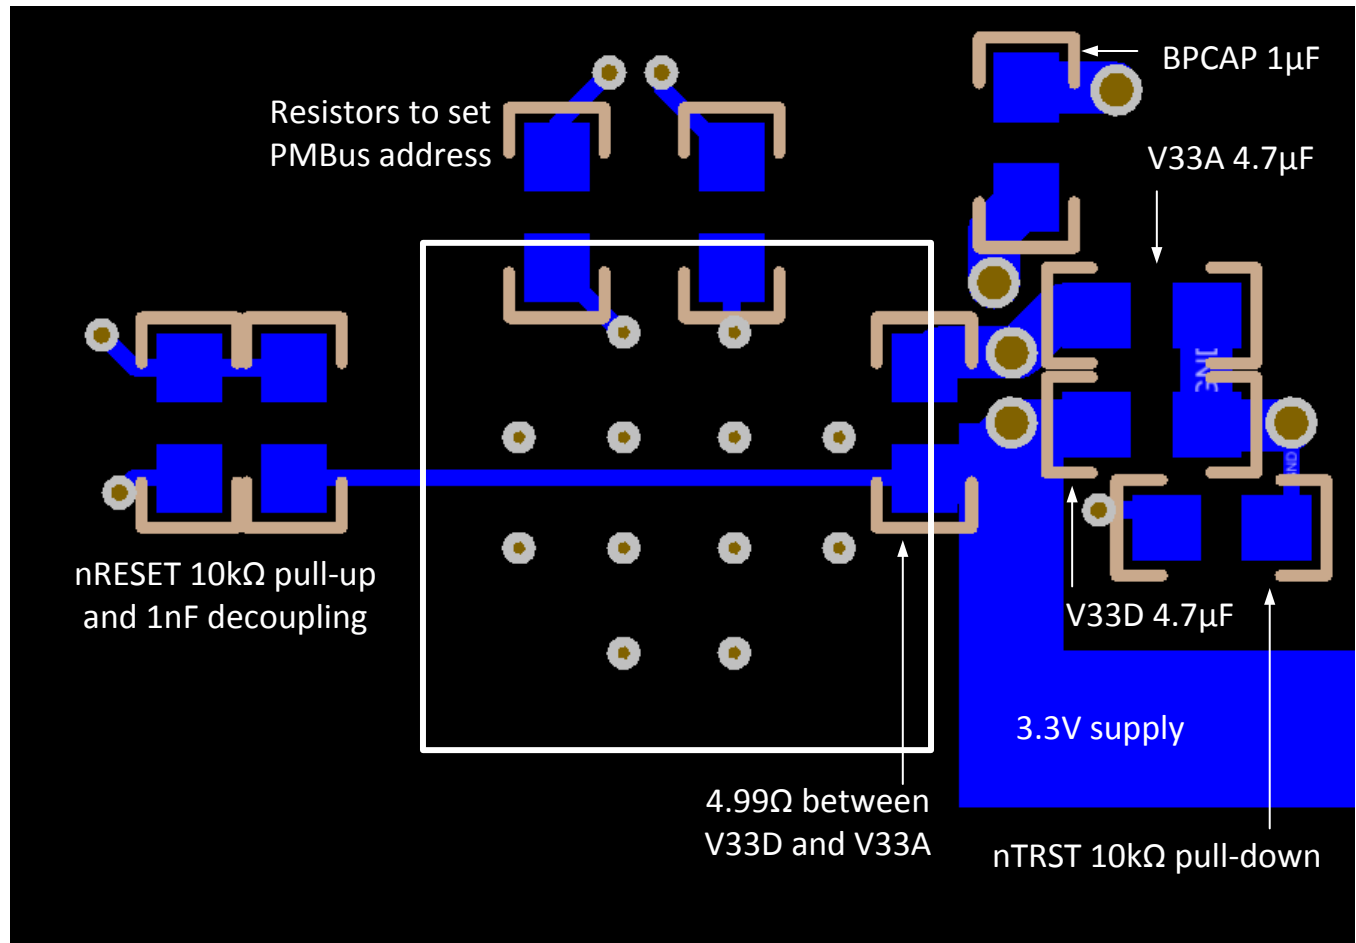 BPCAP 1µF
Resistors to set
PMBus address
V33A 4.7µF
nRESET 10kΩ pull-up
and 1nF decoupling
V33D 4.7µF
3.3V supply
4.99Ω between
V33D and V33A
nTRST 10kΩ pull-down